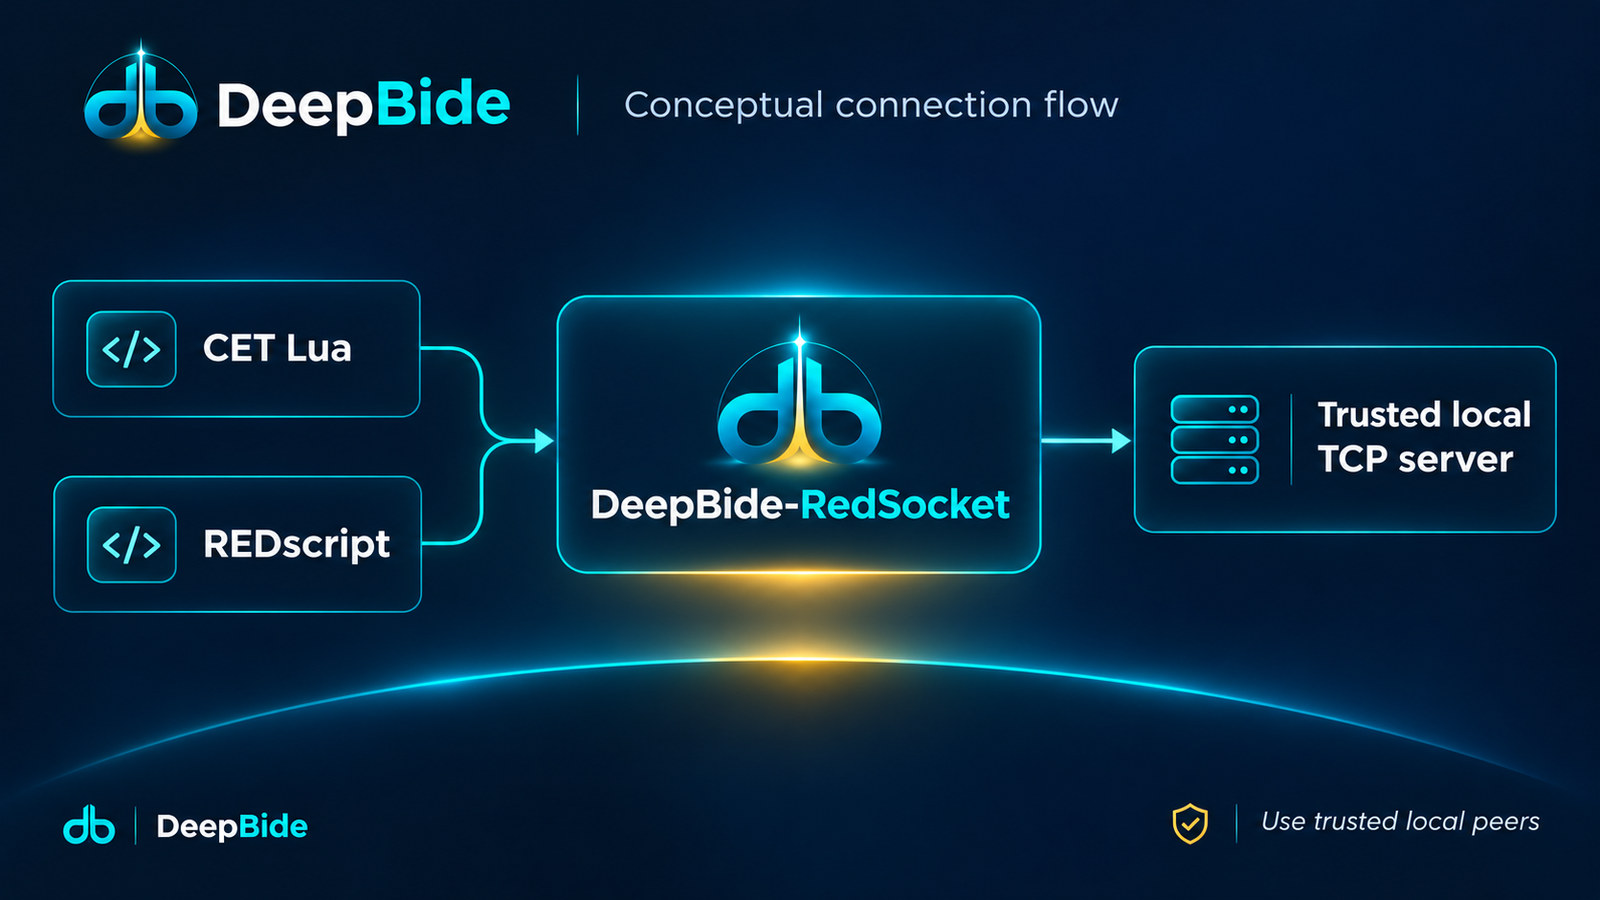 DeepBide
Conceptual connection flow
</> CET Lua
</> REDscript
DeepBide-RedSocket
Trusted local
TCP server
DeepBide
Use trusted local peers